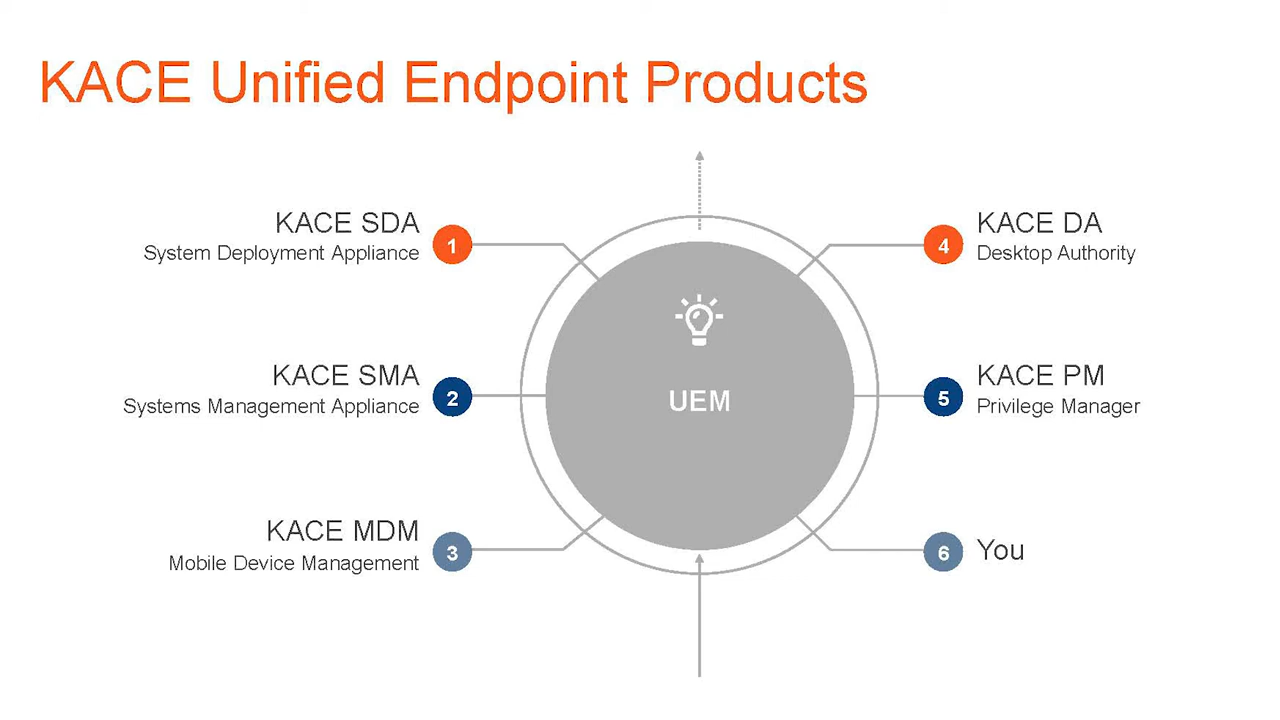 KACE Unified Endpoint Products
KACE SDA
System Deployment Appliance
1
KACE SMA
Systems Management Appliance
2
KACE MDM
Mobile Device Management
3
UEM
4
KACE DA
Desktop Authority
5
KACE PM
Privilege Manager
6
You